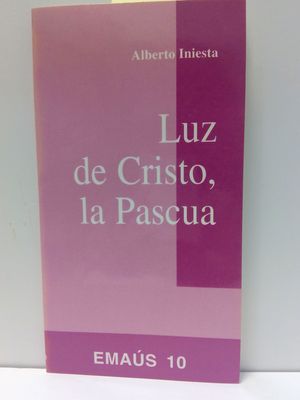 Alberto Iniesta
Luz
de Cristo,
la Pascua
EMAÚS 10